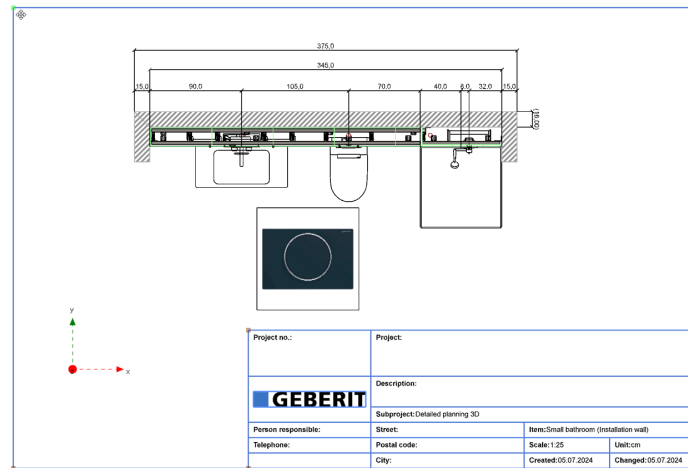 375,0
345,0
15,0 90,0 105,0 70,0 40,0 6,0 32,0 15,0
(16,00)
y
x
Project no.: Project:
Description:
GEBERIT
Subproject:Detailed planning 3D
Person responsible: Street: Item:Small bathroom (Installation wall)
Telephone: Postal code: Scale:1:25 Unit:cm
City: Created:05.07.2024 Changed:05.07.2024